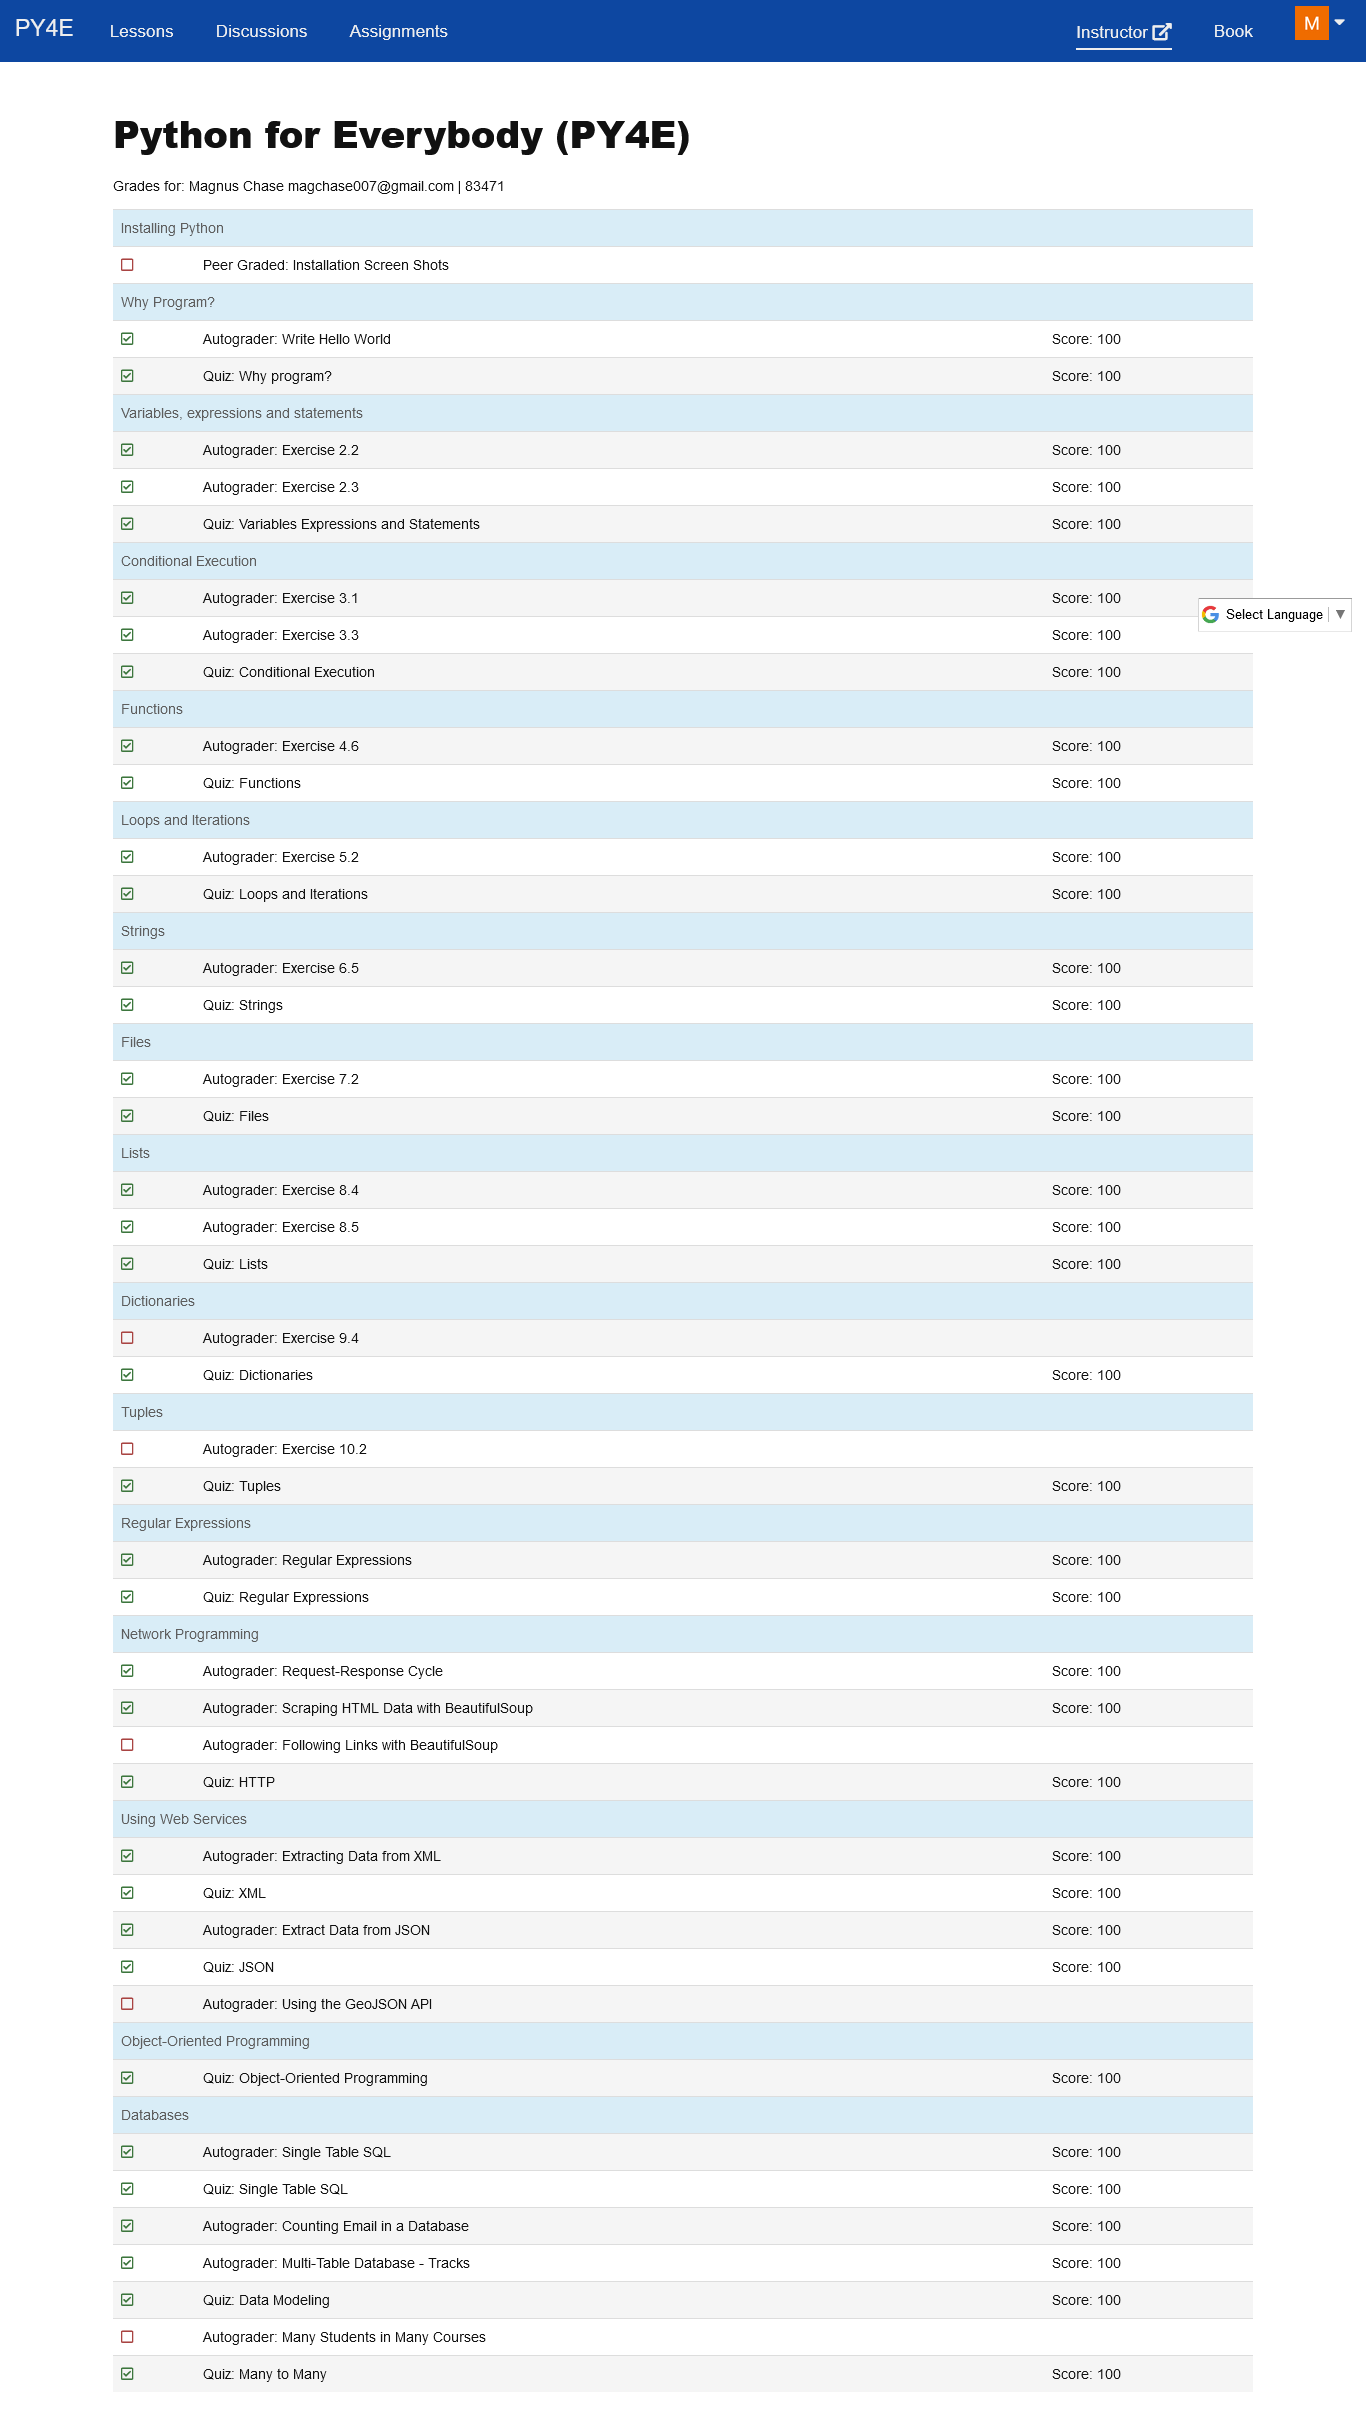 PY4E Lessons Discussions Assignments Instructor Book M
Python for Everybody (PY4E)
Grades for: Magnus Chase magchase007@gmail.com | 83471
Installing Python
Peer Graded: Installation Screen Shots
Why Program?
Autograder: Write Hello World Score: 100
Quiz: Why program? Score: 100
Variables, expressions and statements
Autograder: Exercise 2.2 Score: 100
Autograder: Exercise 2.3 Score: 100
Quiz: Variables Expressions and Statements Score: 100
Conditional Execution
Autograder: Exercise 3.1 Score: 100
Select Language ▼
Autograder: Exercise 3.3 Score: 100
Quiz: Conditional Execution Score: 100
Functions
Autograder: Exercise 4.6 Score: 100
Quiz: Functions Score: 100
Loops and Iterations
Autograder: Exercise 5.2 Score: 100
Quiz: Loops and Iterations Score: 100
Strings
Autograder: Exercise 6.5 Score: 100
Quiz: Strings Score: 100
Files
Autograder: Exercise 7.2 Score: 100
Quiz: Files Score: 100
Lists
Autograder: Exercise 8.4 Score: 100
Autograder: Exercise 8.5 Score: 100
Quiz: Lists Score: 100
Dictionaries
Autograder: Exercise 9.4
Quiz: Dictionaries Score: 100
Tuples
Autograder: Exercise 10.2
Quiz: Tuples Score: 100
Regular Expressions
Autograder: Regular Expressions Score: 100
Quiz: Regular Expressions Score: 100
Network Programming
Autograder: Request-Response Cycle Score: 100
Autograder: Scraping HTML Data with BeautifulSoup Score: 100
Autograder: Following Links with BeautifulSoup
Quiz: HTTP Score: 100
Using Web Services
Autograder: Extracting Data from XML Score: 100
Quiz: XML Score: 100
Autograder: Extract Data from JSON Score: 100
Quiz: JSON Score: 100
Autograder: Using the GeoJSON API
Object-Oriented Programming
Quiz: Object-Oriented Programming Score: 100
Databases
Autograder: Single Table SQL Score: 100
Quiz: Single Table SQL Score: 100
Autograder: Counting Email in a Database Score: 100
Autograder: Multi-Table Database - Tracks Score: 100
Quiz: Data Modeling Score: 100
Autograder: Many Students in Many Courses
Quiz: Many to Many Score: 100